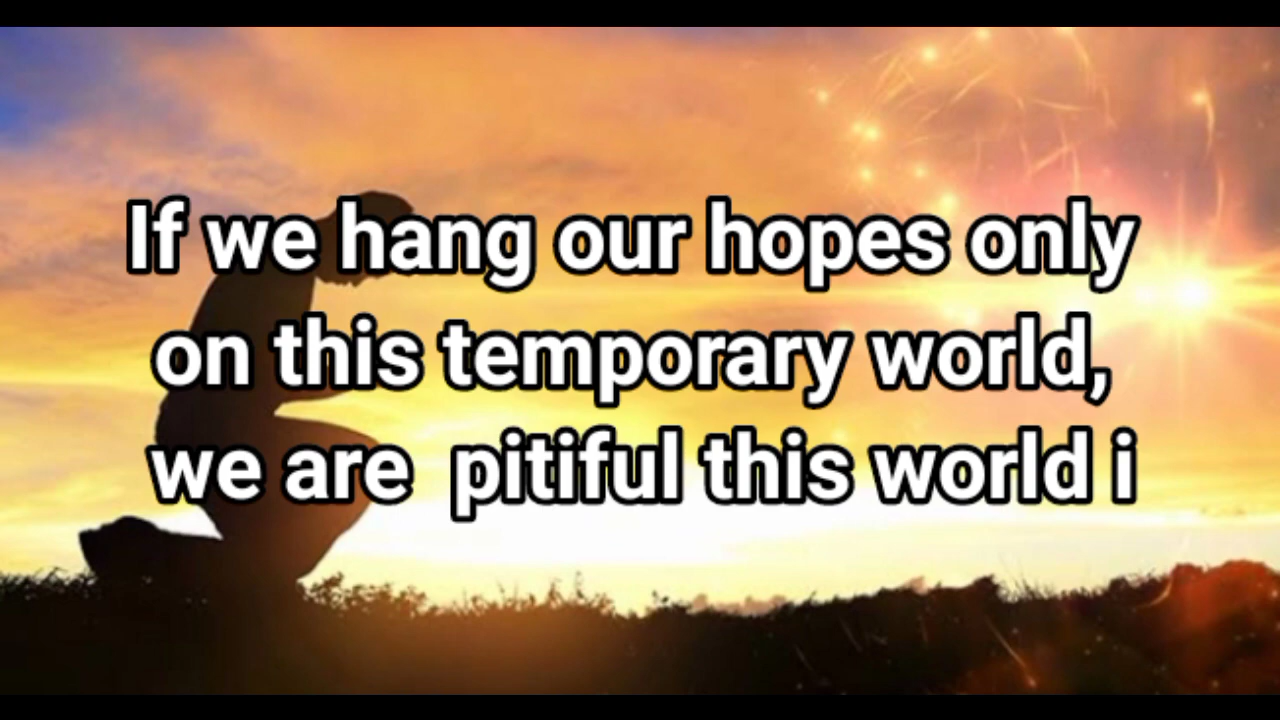 If we hang our hopes only
on this temporary world,
we are  pitiful this world i